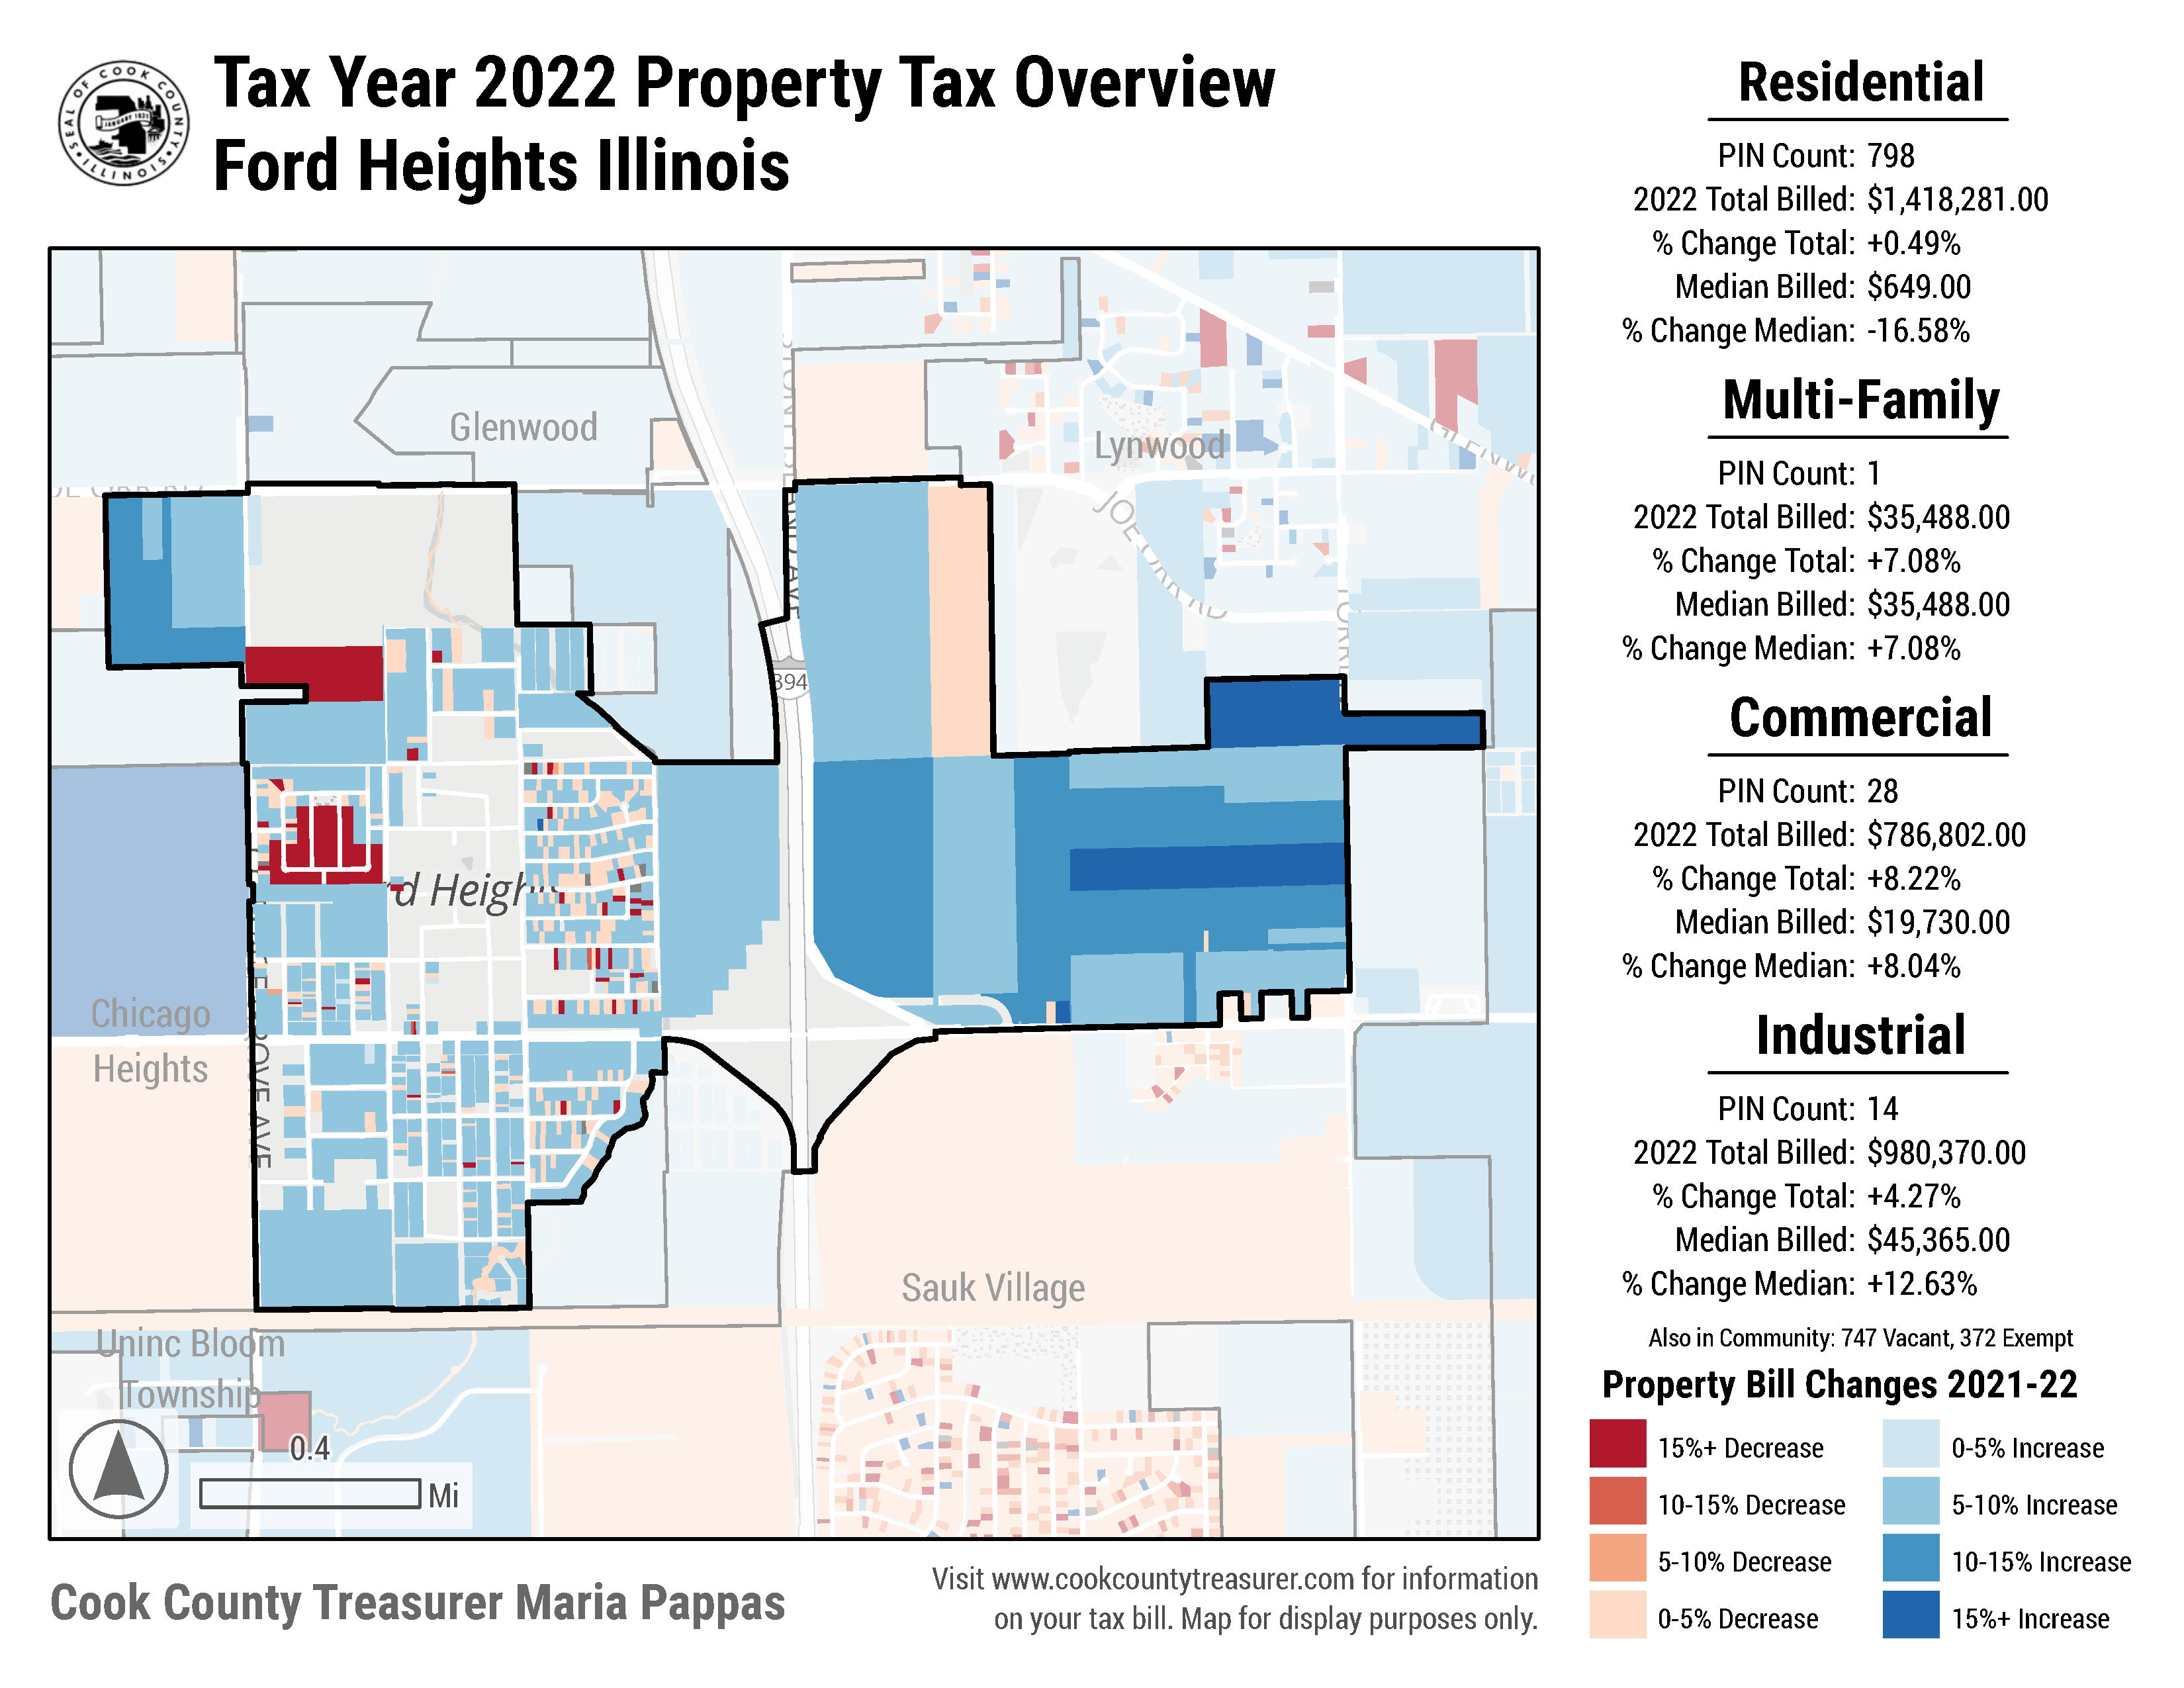 Tax Year 2022 Property Tax Overview
Ford Heights Illinois
SEAL OF COOK COUNTY
ILLINOIS
JANUARY 1831
Glenwood
Lynwood
JOE ORR RD
394
Chicago
Heights
Sauk Village
Uninc Bloom
Township
0.4
Mi
Cook County Treasurer Maria Pappas
Visit www.cookcountytreasurer.com for information
on your tax bill. Map for display purposes only.
Residential
PIN Count: 798
2022 Total Billed: $1,418,281.00
% Change Total: +0.49%
Median Billed: $649.00
% Change Median: -16.58%
Multi-Family
PIN Count: 1
2022 Total Billed: $35,488.00
% Change Total: +7.08%
Median Billed: $35,488.00
% Change Median: +7.08%
Commercial
PIN Count: 28
2022 Total Billed: $786,802.00
% Change Total: +8.22%
Median Billed: $19,730.00
% Change Median: +8.04%
Industrial
PIN Count: 14
2022 Total Billed: $980,370.00
% Change Total: +4.27%
Median Billed: $45,365.00
% Change Median: +12.63%
Also in Community: 747 Vacant, 372 Exempt
Property Bill Changes 2021-22
15%+ Decrease
10-15% Decrease
5-10% Decrease
0-5% Decrease
0-5% Increase
5-10% Increase
10-15% Increase
15%+ Increase